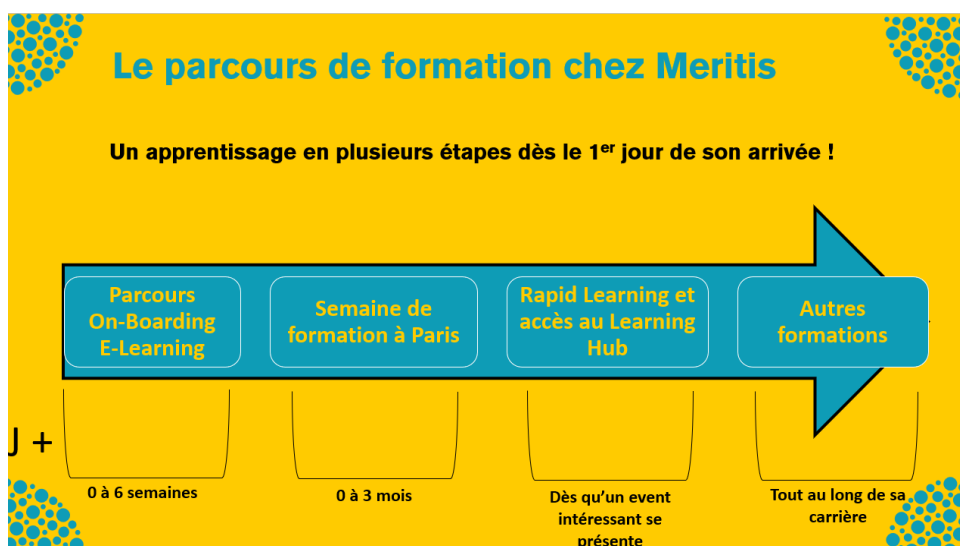 Le parcours de formation chez Meritis
Un apprentissage en plusieurs étapes dès le 1er jour de son arrivée !
Parcours
On-Boarding
E-Learning
Semaine de
formation à Paris
Rapid Learning et
accès au Learning
Hub
Autres
formations
J +
0 à 6 semaines
0 à 3 mois
Dès qu'un event
intéressant se
présente
Tout au long de sa
carrière